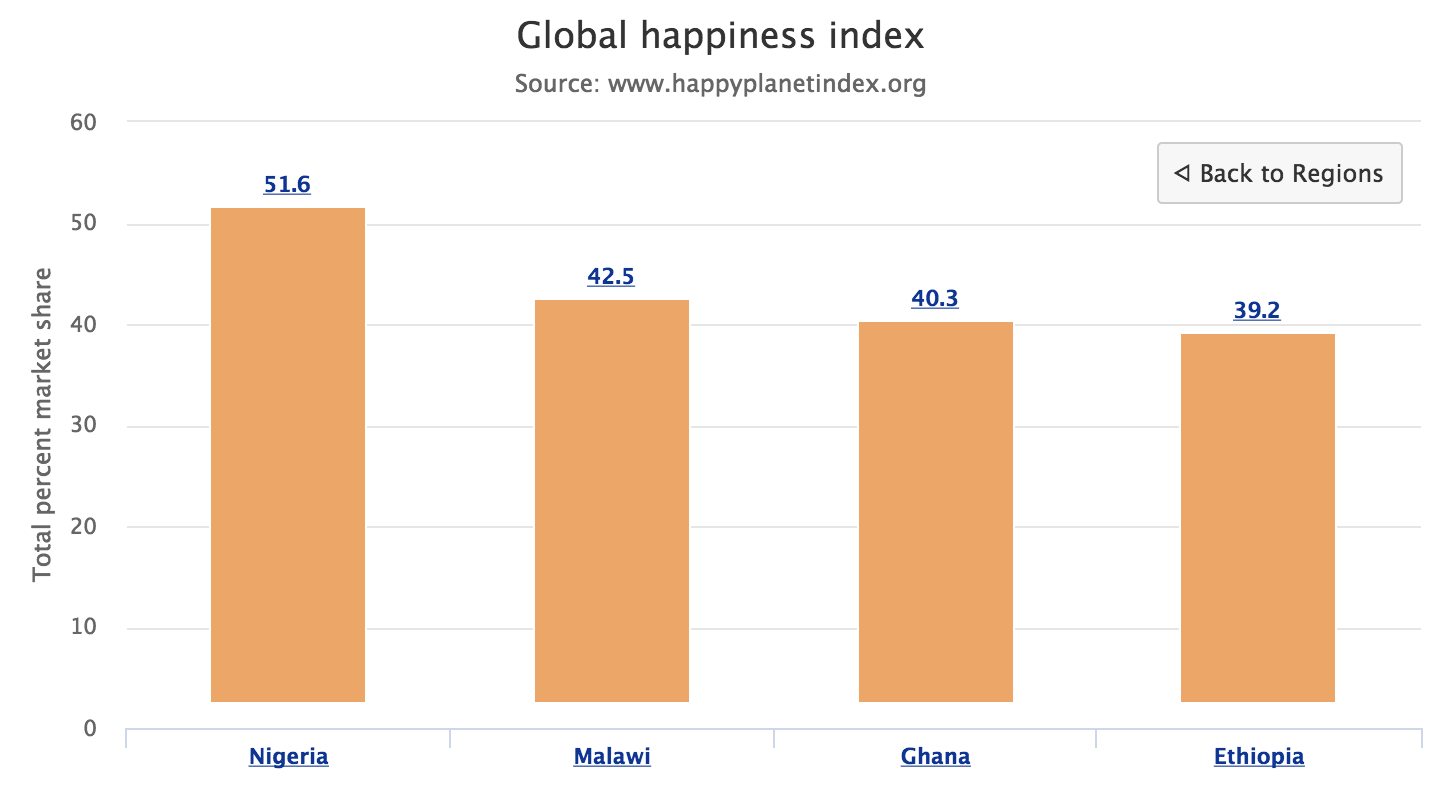 Global happiness index
Source: www.happyplanetindex.org
Total percent market share
60
50
40
30
20
10
0
◁ Back to Regions
51.6
42.5
40.3
39.2
Nigeria
Malawi
Ghana
Ethiopia